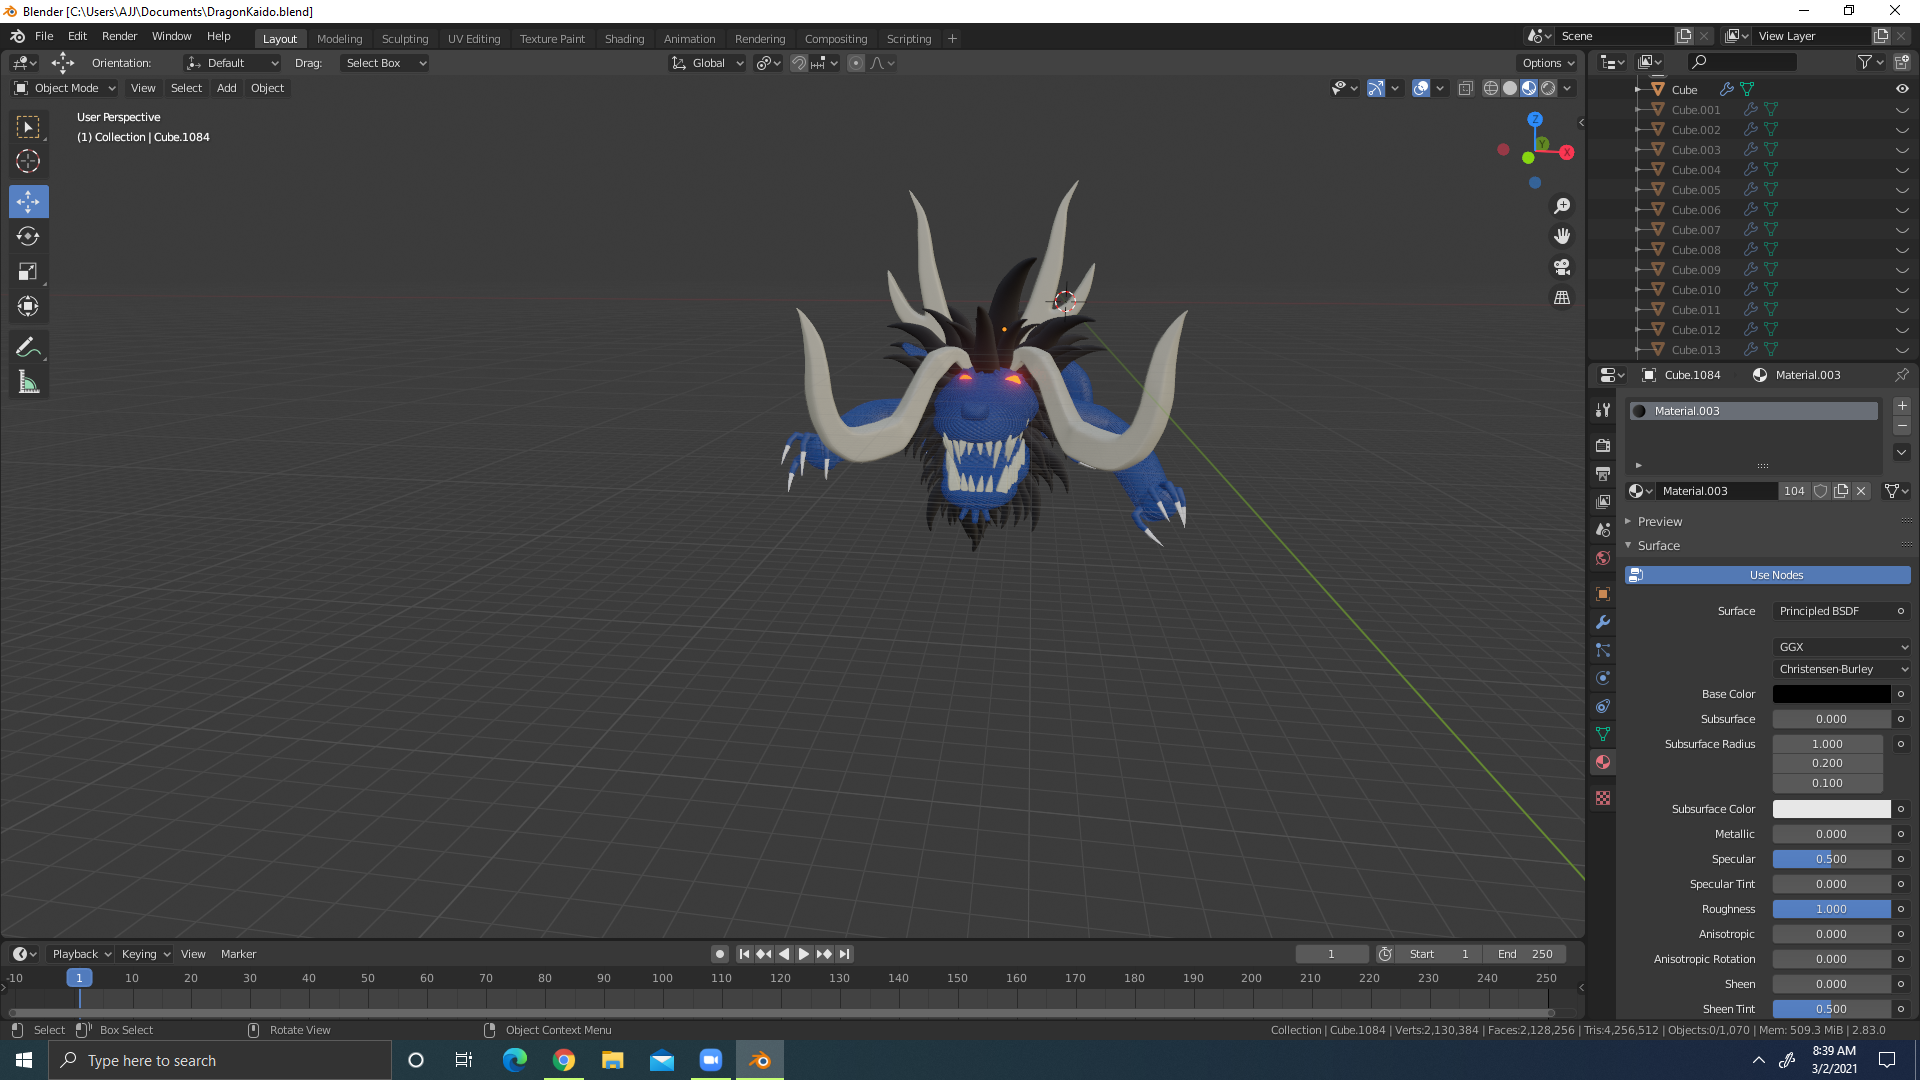 Blender [C:\Users\AJJ\Documents\DragonKaido.blend]
File Edit Render Window Help Layout Modeling Sculpting UV Editing Texture Paint Shading Animation Rendering Compositing Scripting + Scene View Layer
Orientation: Default Drag: Select Box Global Options
Object Mode View Select Add Object
User Perspective
(1) Collection | Cube.1084
Z
Y
X
Cube
Cube.001
Cube.002
Cube.003
Cube.004
Cube.005
Cube.006
Cube.007
Cube.008
Cube.009
Cube.010
Cube.011
Cube.012
Cube.013
Cube.1084 Material.003
Material.003
Material.003 104
Preview
Surface
Use Nodes
Surface Principled BSDF
GGX
Christensen-Burley
Base Color
Subsurface 0.000
Subsurface Radius 1.000
0.200
0.100
Subsurface Color
Metallic 0.000
Specular 0.500
Specular Tint 0.000
Roughness 1.000
Anisotropic 0.000
Anisotropic Rotation 0.000
Sheen 0.000
Sheen Tint 0.500
Playback Keying View Marker 1 Start 1 End 250
-10 1 10 20 30 40 50 60 70 80 90 100 110 120 130 140 150 160 170 180 190 200 210 220 230 240 250
Select Box Select Rotate View Object Context Menu Collection | Cube.1084 | Verts:2,130,384 | Faces:2,128,256 | Tris:4,256,512 | Objects:0/1,070 | Mem: 509.3 MiB | 2.83.0
Type here to search
8:39 AM
3/2/2021